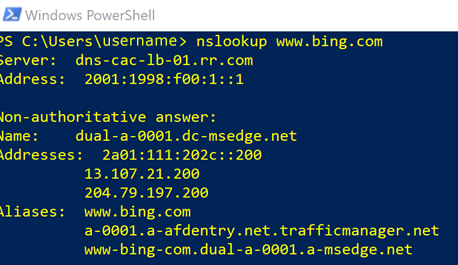 Windows PowerShell
PS C:\Users\username> nslookup www.bing.com
Server:  dns-cac-lb-01.rr.com
Address:  2001:1998:f00:1::1
Non-authoritative answer:
Name:    dual-a-0001.dc-msedge.net
Addresses:  2a01:111:202c::200
13.107.21.200
204.79.197.200
Aliases:  www.bing.com
a-0001.a-afdentry.net.trafficmanager.net
www-bing-com.dual-a-0001.a-msedge.net